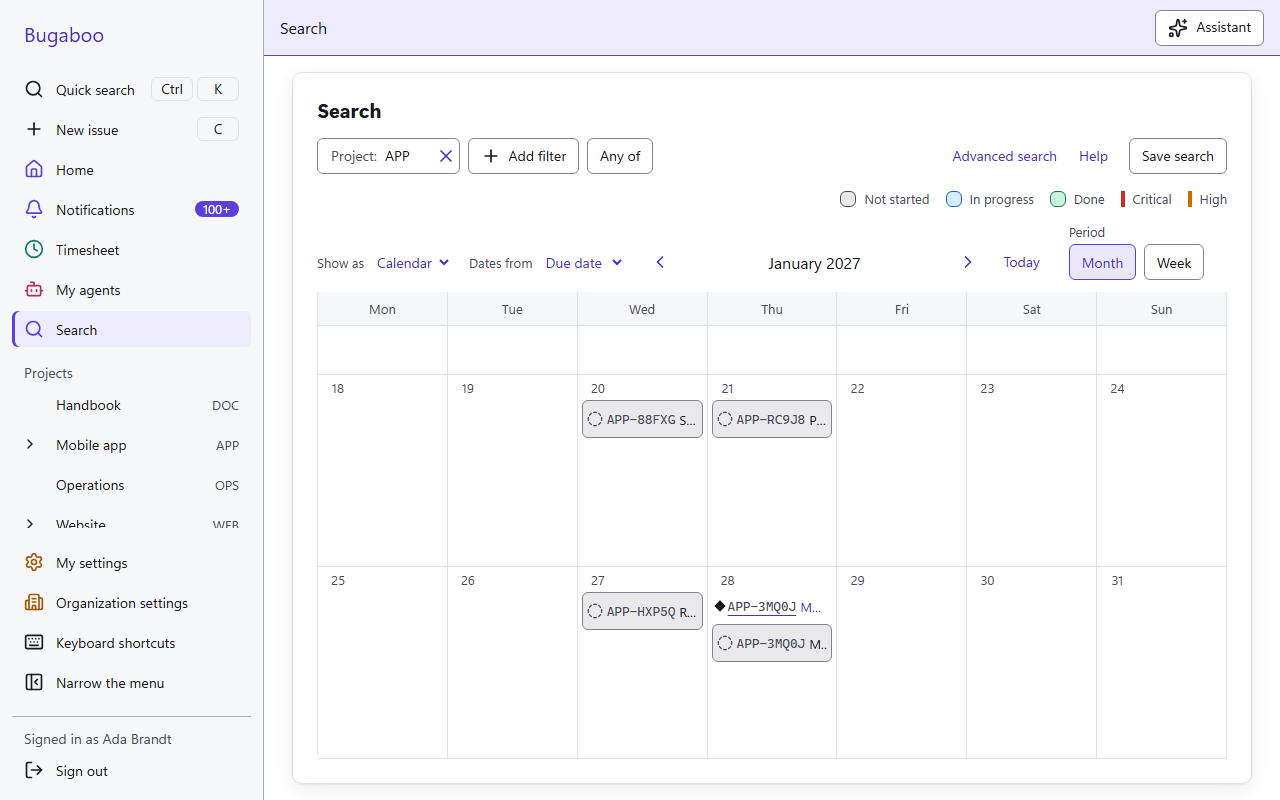 Bugaboo
Quick search Ctrl K
New issue C
Home
Notifications 100+
Timesheet
My agents
Search
Projects
Handbook DOC
Mobile app APP
Operations OPS
Website WEB
My settings
Organization settings
Keyboard shortcuts
Narrow the menu
Signed in as Ada Brandt
Sign out
Search
Assistant
Search
Project: APP
Add filter
Any of
Advanced search
Help
Save search
Not started In progress Done Critical High
Show as Calendar Dates from Due date
January 2027
Today
Period
Month Week
Mon Tue Wed Thu Fri Sat Sun
18 19 20 21 22 23 24
APP-88FXG S...
APP-RC9J8 P...
25 26 27 28 29 30 31
APP-HXP5Q R...
APP-3MQ0J M...
APP-3MQ0J M..